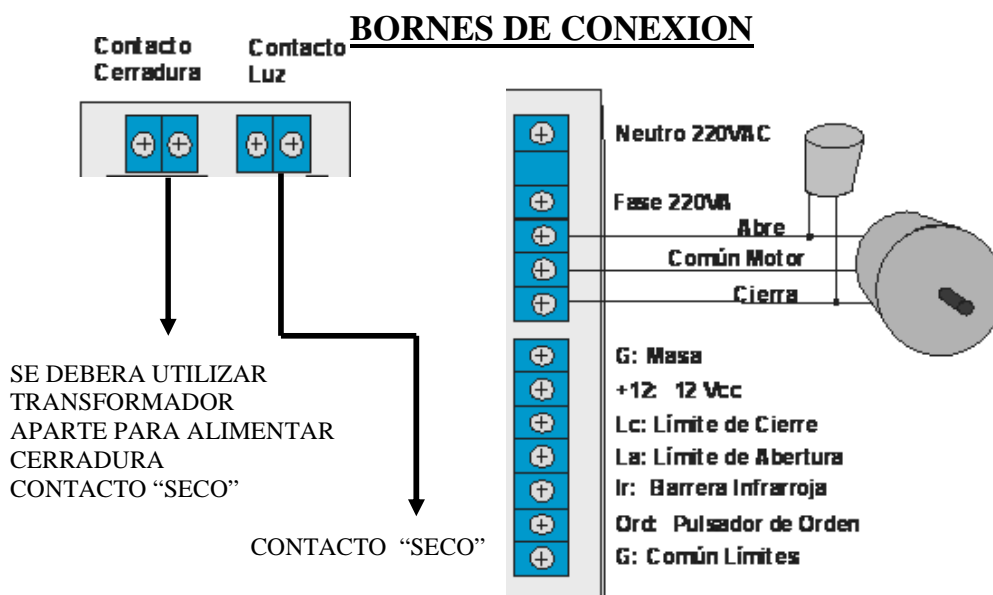 BORNES DE CONEXION
Contacto
Cerradura
Contacto
Luz
SE DEBERA UTILIZAR
TRANSFORMADOR
APARTE PARA ALIMENTAR
CERRADURA
CONTACTO “SECO”
CONTACTO “SECO”
Neutro 220VAC
Fase 220VA
Abre
Común Motor
Cierra
G: Masa
+12: 12 Vcc
Lc: Límite de Cierre
La: Límite de Abertura
Ir: Barrera Infrarroja
Ord: Pulsador de Orden
G: Común Límites